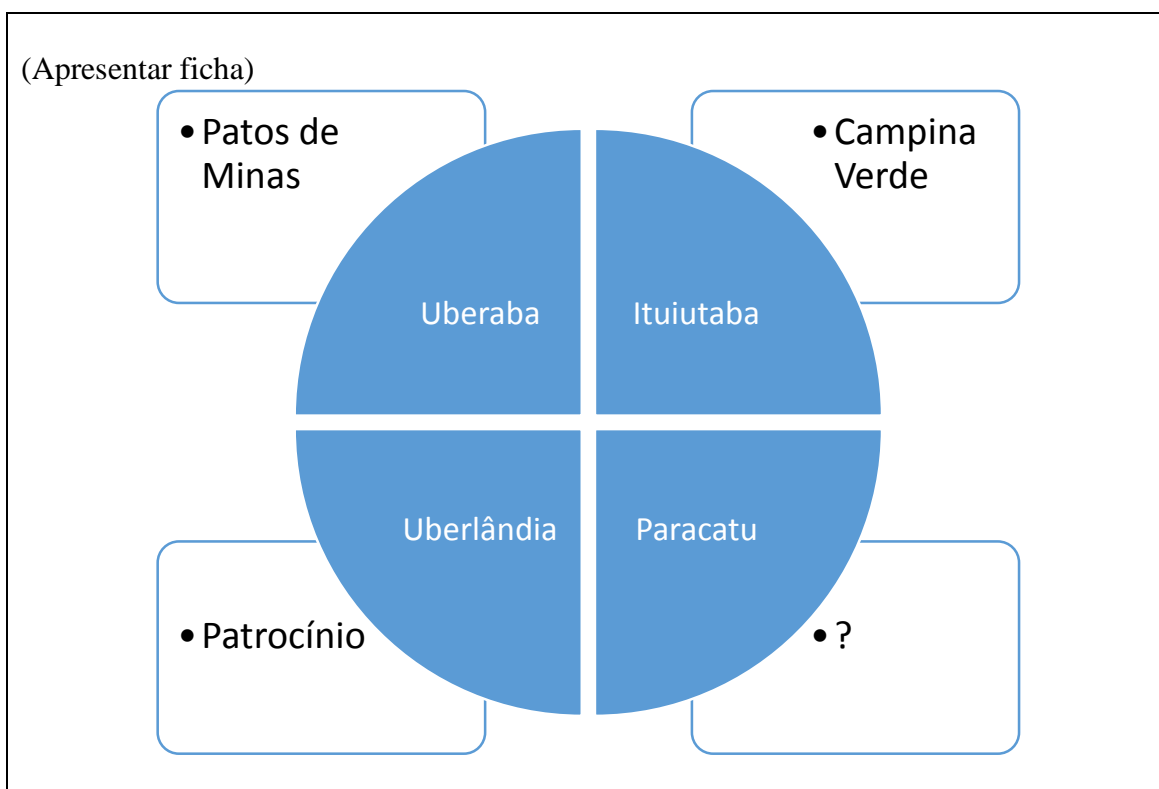 (Apresentar ficha)
•Patos de
Minas
•Campina
Verde
Uberaba
Ituiutaba
Uberlândia
Paracatu
•Patrocínio
•?